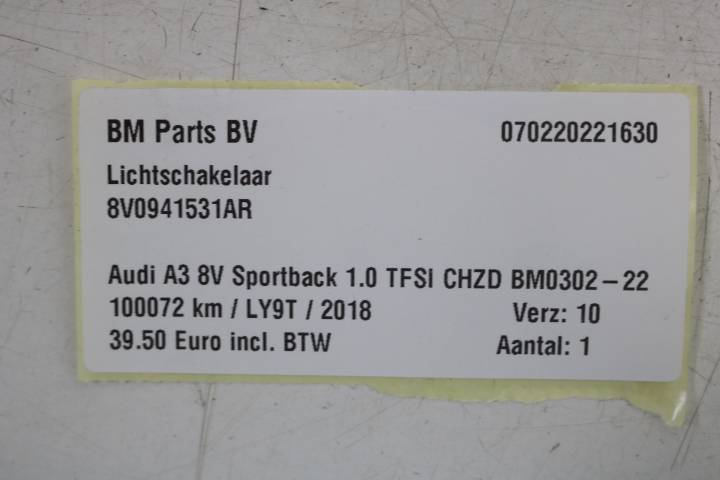 BM Parts BV 070220221630
Lichtschakelaar
8V0941531AR
Audi A3 8V Sportback 1.0 TFSI CHZD BM0302-22
100072 km / LY9T / 2018 Verz: 10
39.50 Euro incl. BTW Aantal: 1